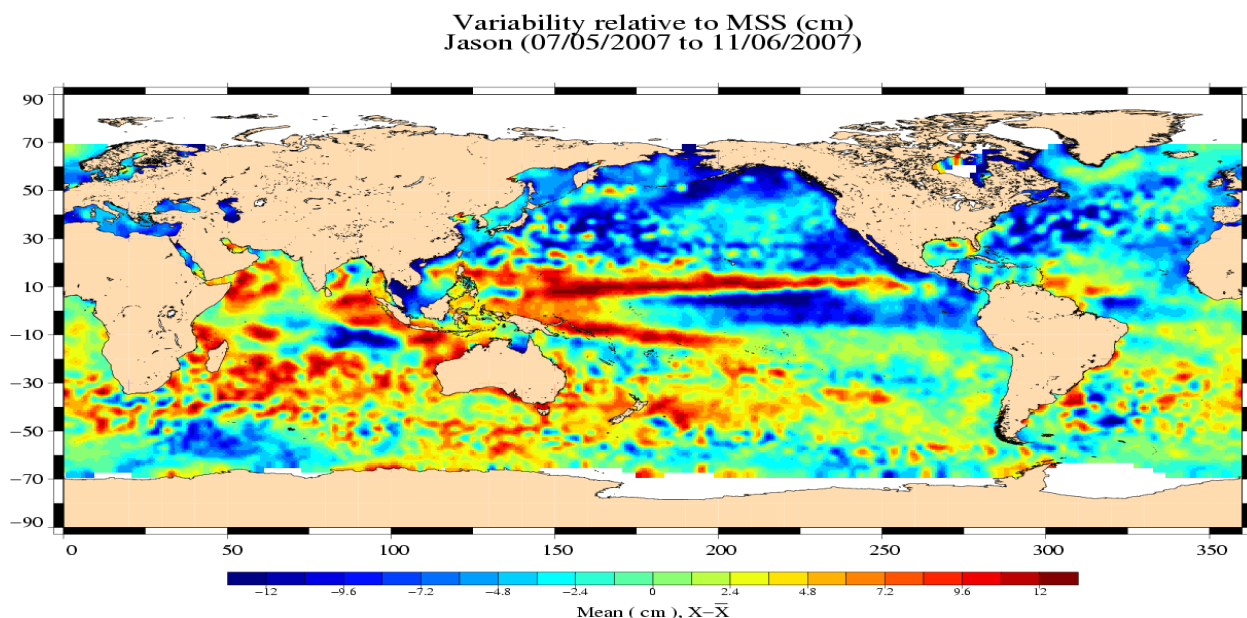 Variability relative to MSS (cm)
Jason (07/05/2007 to 11/06/2007)
90
70
50
30
10
−10
−30
−50
−70
−90
0 50 100 150 200 250 300 350
−12 −9.6 −7.2 −4.8 −2.4 0 2.4 4.8 7.2 9.6 12
Mean ( cm ), X−X̅